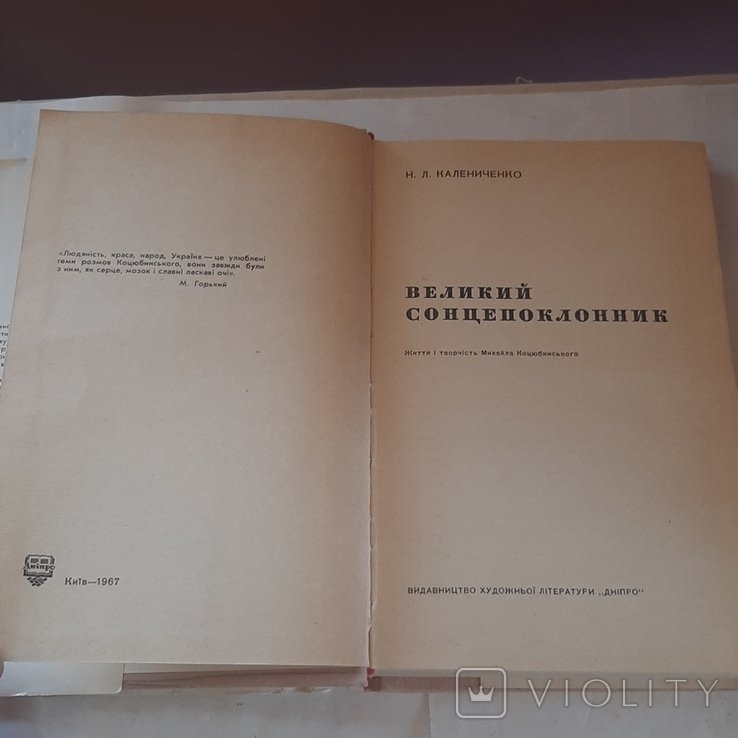 «Людяність, краса, народ, Україна — це улюблені
теми розмов Коцюбинського, вони завжди були
з ним, як серце, мозок і славні ласкаві очі».
М. Горький
Дніпро
Київ—1967
Н. Л. КАЛЕНИЧЕНКО
ВЕЛИКИЙ
СОНЦЕПОКЛОННИК
Життя і творчість Михайла Коцюбинського
ВИДАВНИЦТВО ХУДОЖНЬОЇ ЛІТЕРАТУРИ „ДНІПРО"
VIOLITY